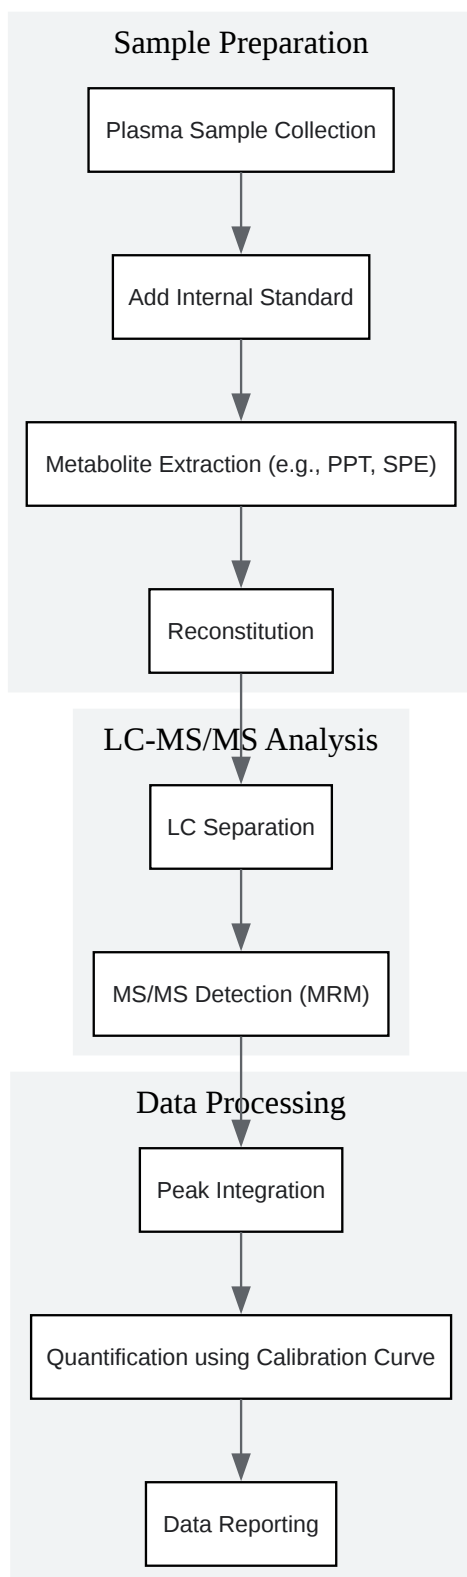 Sample Preparation
Plasma Sample Collection
Add Internal Standard
Metabolite Extraction (e.g., PPT, SPE)
Reconstitution
LC-MS/MS Analysis
LC Separation
MS/MS Detection (MRM)
Data Processing
Peak Integration
Quantification using Calibration Curve
Data Reporting